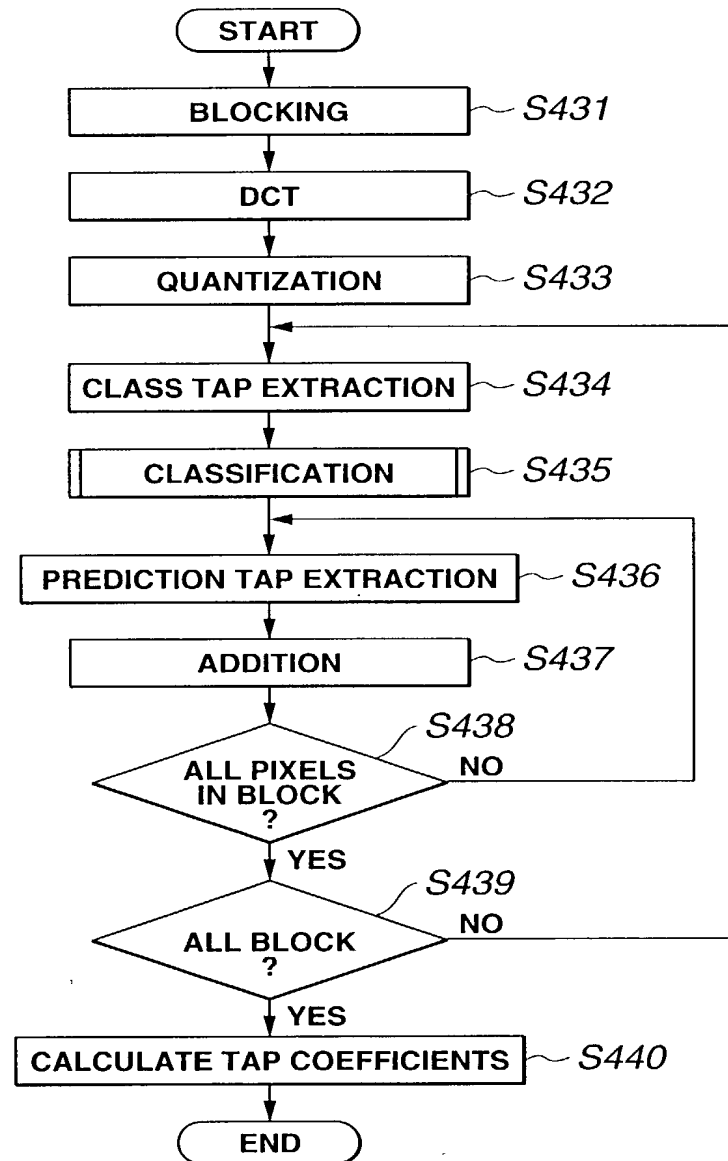 START
BLOCKING
S431
DCT
S432
QUANTIZATION
S433
CLASS TAP EXTRACTION
S434
CLASSIFICATION
S435
PREDICTION TAP EXTRACTION
S436
ADDITION
S437
S438
ALL PIXELS
IN BLOCK
?
NO
YES
S439
ALL BLOCK
?
NO
YES
CALCULATE TAP COEFFICIENTS
S440
END